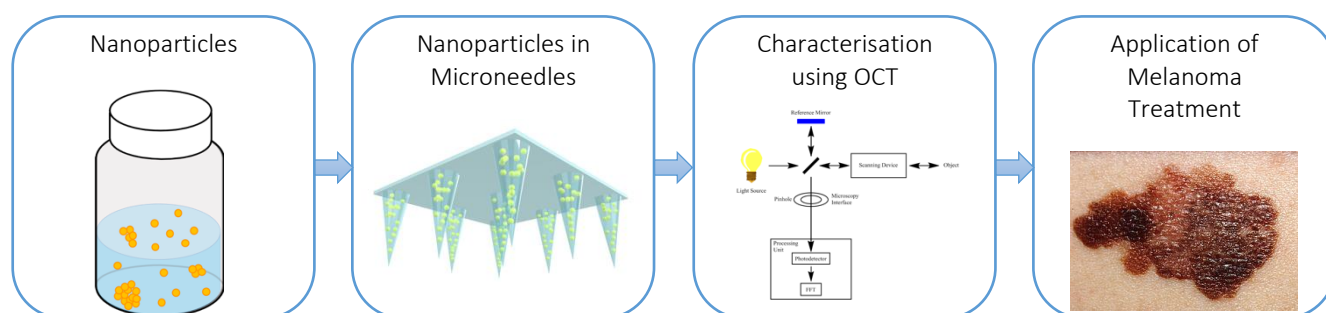 Nanoparticles
Nanoparticles in
Microneedles
Characterisation
using OCT
Reference Mirror
Light Source
Scanning Device
Object
Pinhole
Microscopy
Interface
Processing
Unit
Photodetector
FFT
Application of
Melanoma
Treatment